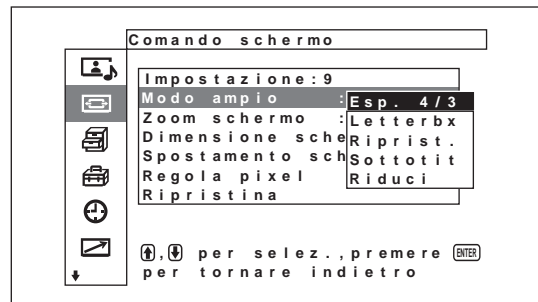 Comando schermo
Impostazione:9
Modo ampio : Esp. 4/3
Zoom schermo : Letterbx
Dimensione sche Riprist.
Spostamento sch Sottotit
Regola pixel Riduci
Ripristina
, per selez.,premere ENTER
per tornare indietro